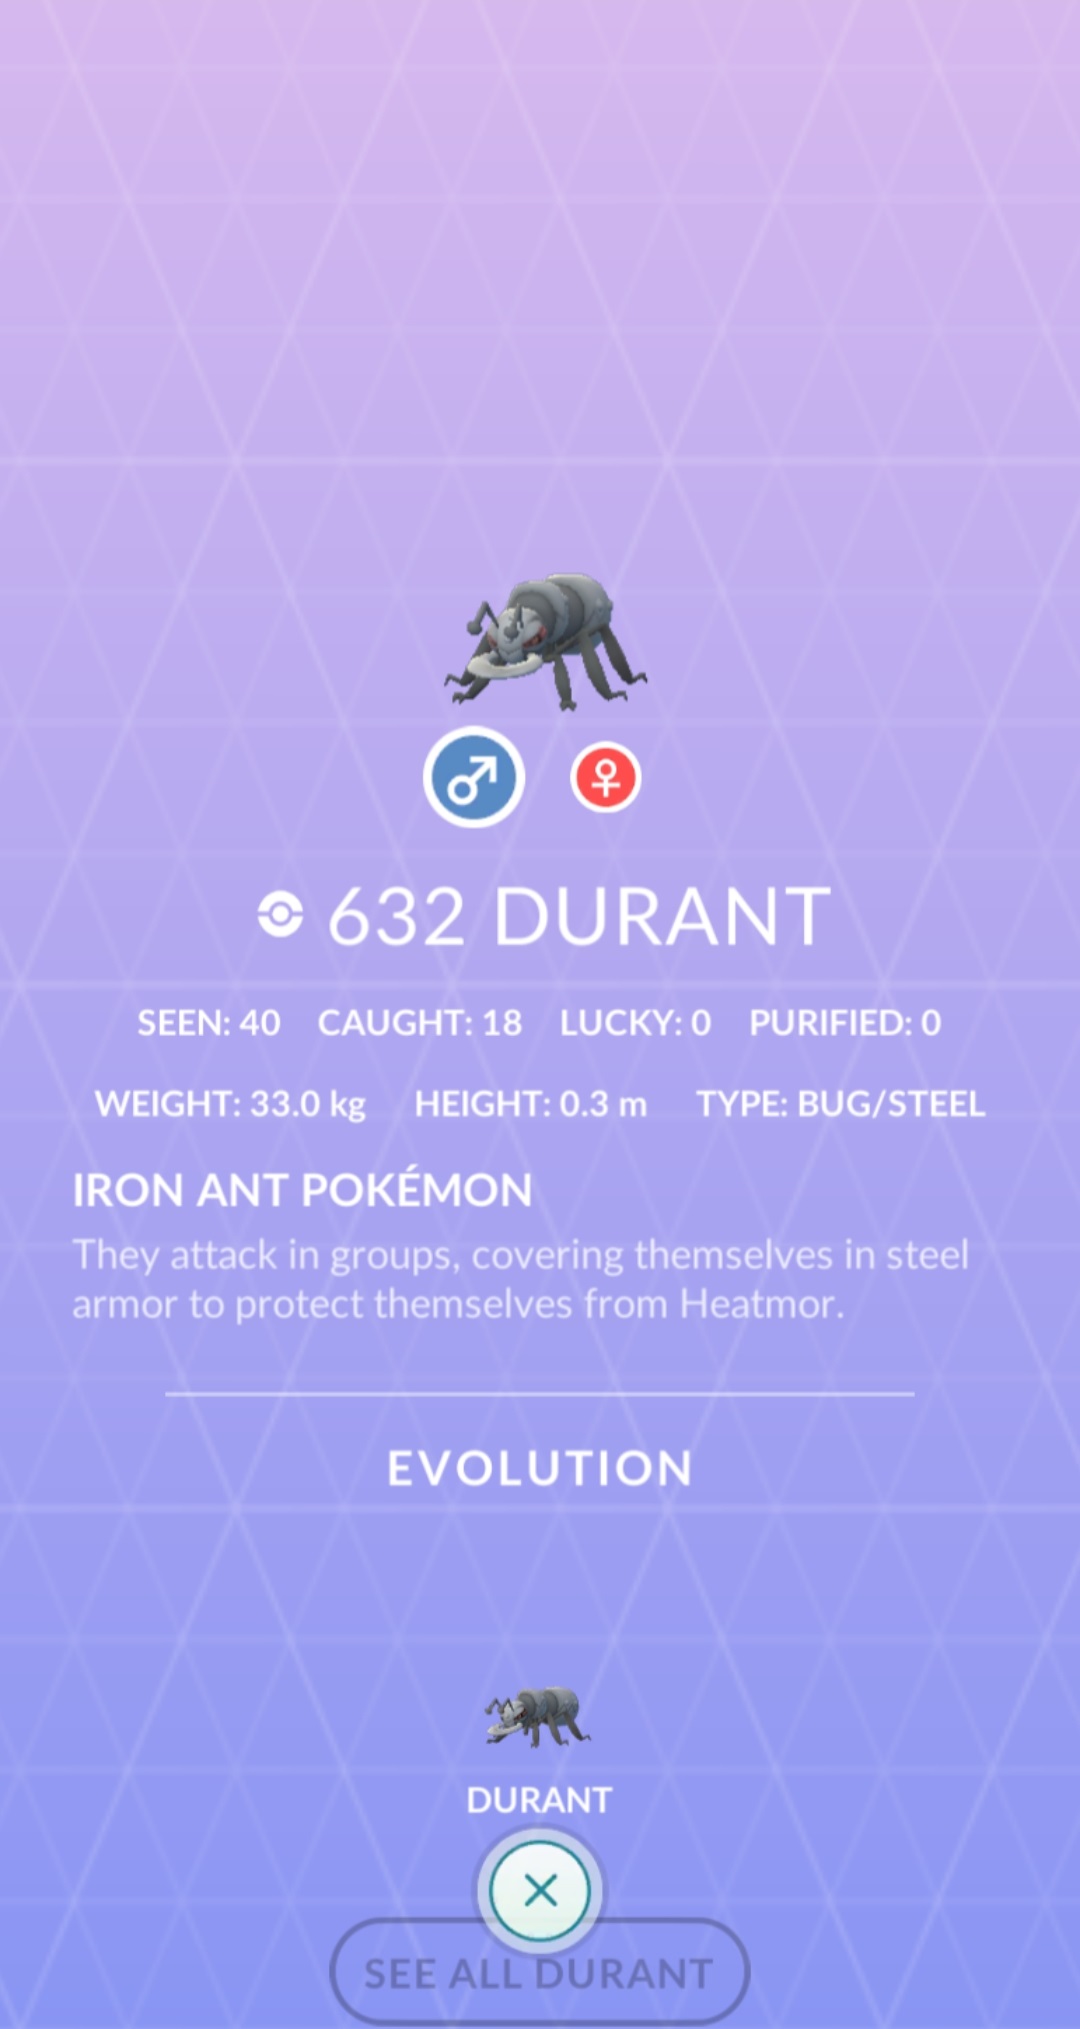 632 DURANT
SEEN: 40 CAUGHT: 18 LUCKY: 0 PURIFIED: 0
WEIGHT: 33.0 kg HEIGHT: 0.3 m TYPE: BUG/STEEL
IRON ANT POKÉMON
They attack in groups, covering themselves in steel
armor to protect themselves from Heatmor.
EVOLUTION
DURANT
SEE ALL DURANT